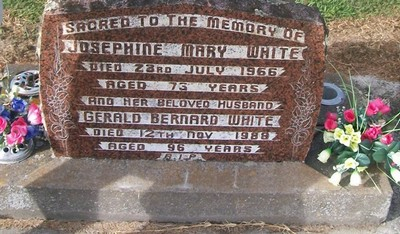 SACRED TO THE MEMORY OF
JOSEPHINE MARY WHITE
DIED 23RD JULY 1966
AGED 73 YEARS
AND HER BELOVED HUSBAND
GERALD BERNARD WHITE
DIED 12TH NOV 1988
AGED 96 YEARS
R.I.P.